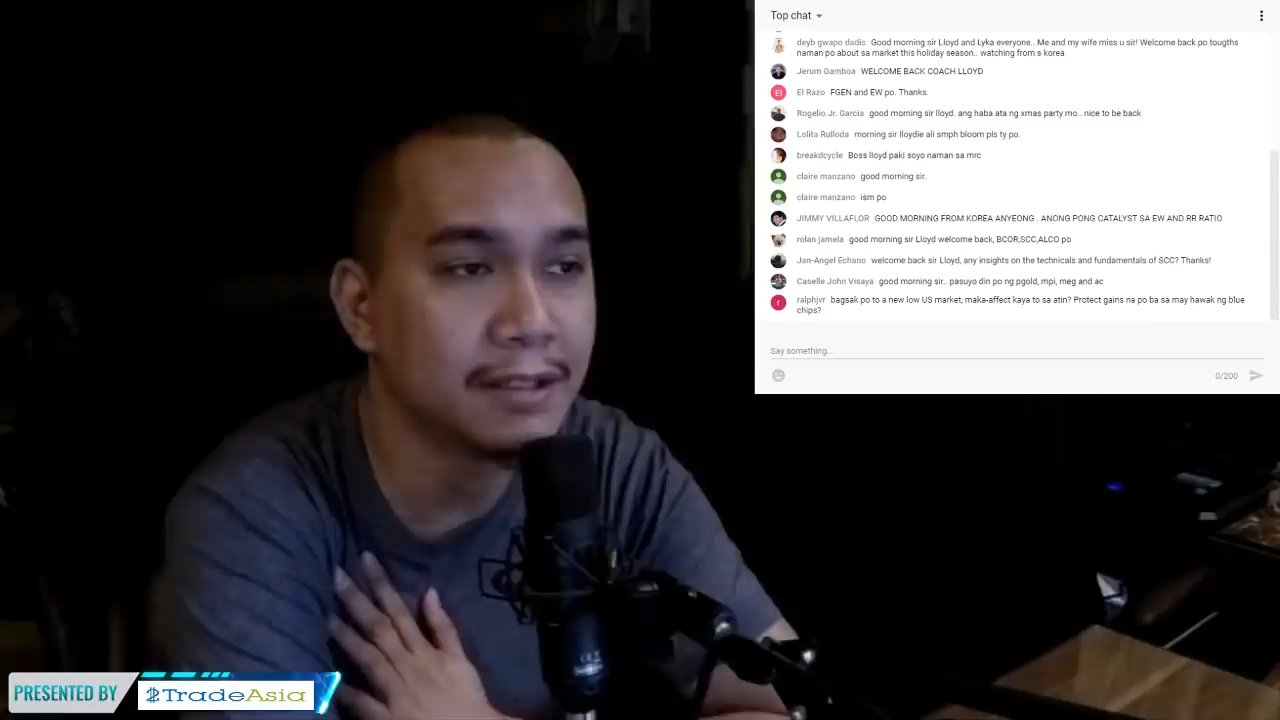 Top chat
deyb gwapo dadis Good morning sir Lloyd and Lyka everyone.. Me and my wife miss u sir! Welcome back po tougths
naman po about sa market this holiday season.. watching from s korea
Jerum Gamboa WELCOME BACK COACH LLOYD
El El Razo FGEN and EW po. Thanks.
Rogelio Jr. Garcia good morning sir lloyd. ang haba ata ng xmas party mo.. nice to be back
Lolita Rulloda morning sir lloydie ali smph bloom pls ty po.
breakdcycle Boss lloyd paki soyo naman sa mrc
claire manzano good morning sir.
claire manzano ism po
JIMMY VILLAFLOR GOOD MORNING FROM KOREA ANYEONG . ANONG PONG CATALYST SA EW AND RR RATIO
rolan jamela good morning sir Lloyd welcome back, BCOR,SCC,ALCO po
Jan-Angel Echano welcome back sir Lloyd, any insights on the technicals and fundamentals of SCC? Thanks!
Caselle John Visaya good morning sir.. pasuyo din po ng pgold, mpi, meg and ac
r ralphjvr bagsak po to a new low US market, maka-affect kaya to sa atin? Protect gains na po ba sa may hawak ng blue
chips?
Say something...
0/200
PRESENTED BY $TradeAsia